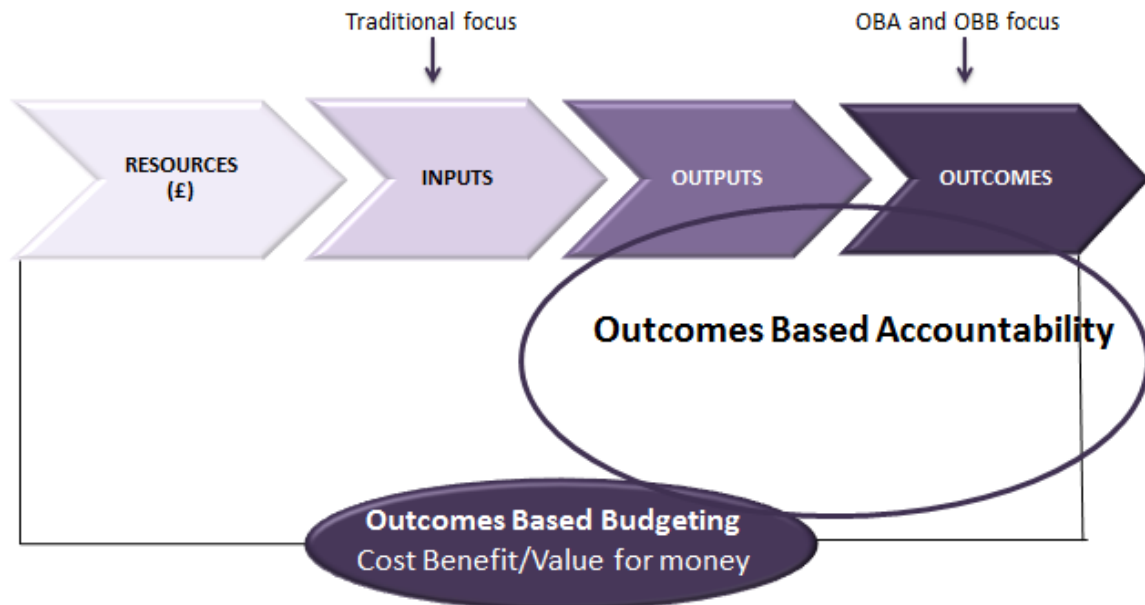 Traditional focus
OBA and OBB focus
RESOURCES
(£)
INPUTS
OUTPUTS
OUTCOMES
Outcomes Based Accountability
Outcomes Based Budgeting
Cost Benefit/Value for money